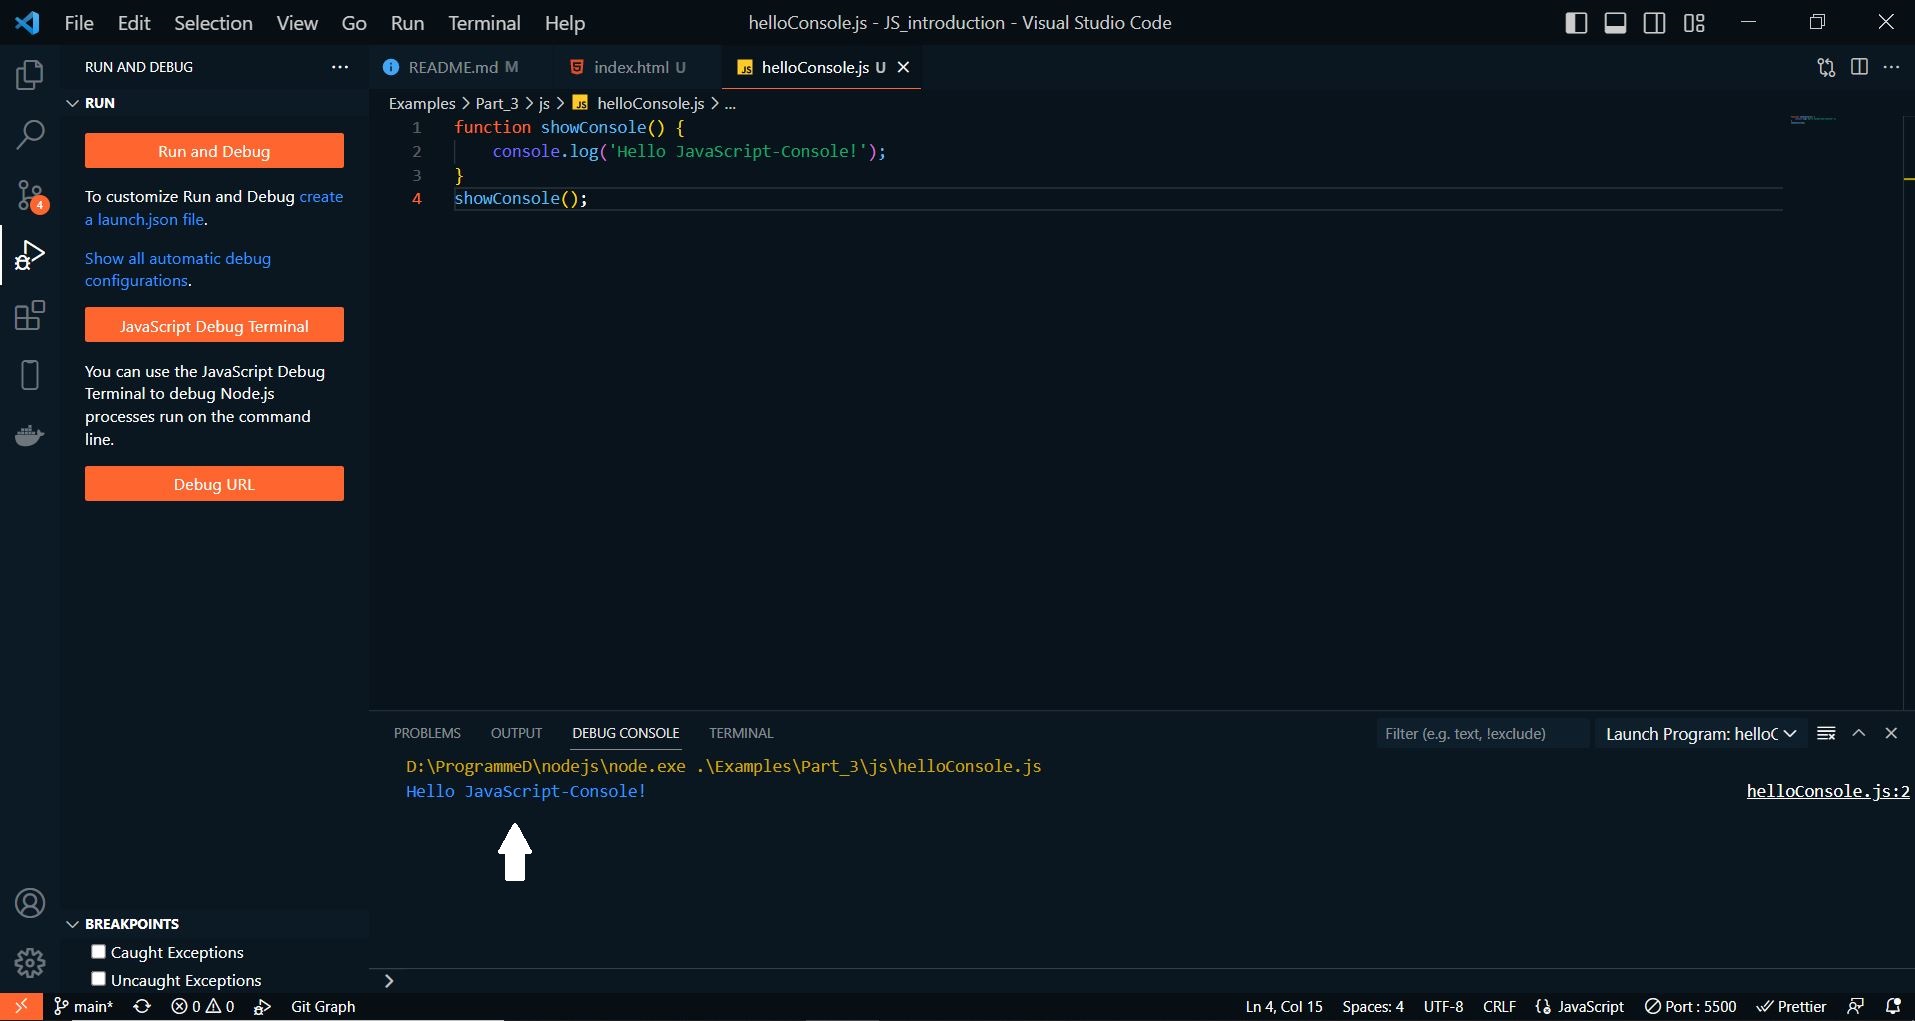 File Edit Selection View Go Run Terminal Help
helloConsole.js - JS_introduction - Visual Studio Code
RUN AND DEBUG
RUN
Run and Debug
To customize Run and Debug create
a launch.json file.
Show all automatic debug
configurations.
JavaScript Debug Terminal
You can use the JavaScript Debug
Terminal to debug Node.js
processes run on the command
line.
Debug URL
BREAKPOINTS
Caught Exceptions
Uncaught Exceptions
4
README.md M
index.html U
JS helloConsole.js U
Examples > Part_3 > js > JS helloConsole.js > ...
1 function showConsole() {
2 console.log('Hello JavaScript-Console!');
3 }
4 showConsole();
PROBLEMS OUTPUT DEBUG CONSOLE TERMINAL
Filter (e.g. text, !exclude)
Launch Program: helloC
D:\ProgrammeD\nodejs\node.exe .\Examples\Part_3\js\helloConsole.js
Hello JavaScript-Console! helloConsole.js:2
>
main* 0 0 Git Graph
Ln 4, Col 15 Spaces: 4 UTF-8 CRLF {} JavaScript Port : 5500 Prettier